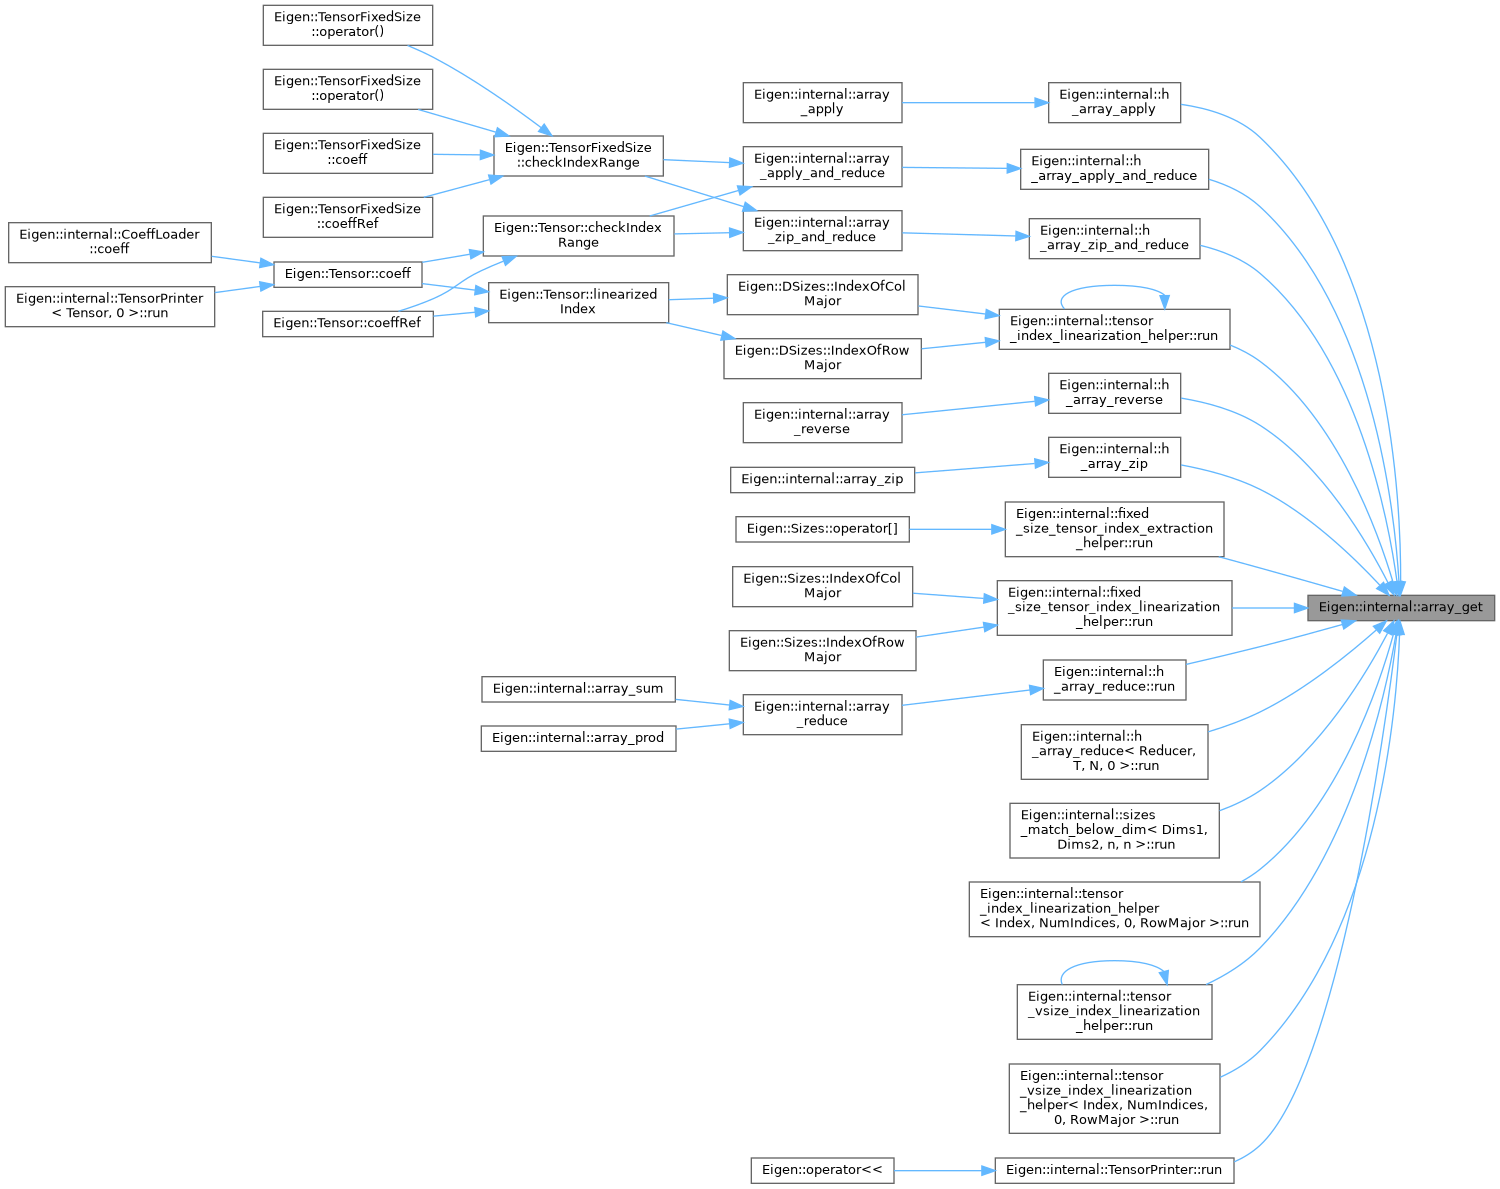 Eigen::TensorFixedSize
::operator()
Eigen::TensorFixedSize
::operator()
Eigen::TensorFixedSize
::coeff
Eigen::TensorFixedSize
::coeffRef
Eigen::internal::CoeffLoader
::coeff
Eigen::internal::TensorPrinter
< Tensor, 0 >::run
Eigen::Tensor::coeff
Eigen::Tensor::coeffRef
Eigen::TensorFixedSize
::checkIndexRange
Eigen::Tensor::checkIndex
Range
Eigen::Tensor::linearized
Index
Eigen::internal::array_sum
Eigen::internal::array_prod
Eigen::internal::array
_apply
Eigen::internal::array
_apply_and_reduce
Eigen::internal::array
_zip_and_reduce
Eigen::DSizes::IndexOfCol
Major
Eigen::DSizes::IndexOfRow
Major
Eigen::internal::array
_reverse
Eigen::internal::array_zip
Eigen::Sizes::operator[]
Eigen::Sizes::IndexOfCol
Major
Eigen::Sizes::IndexOfRow
Major
Eigen::internal::array
_reduce
Eigen::operator<<
Eigen::internal::h
_array_apply
Eigen::internal::h
_array_apply_and_reduce
Eigen::internal::h
_array_zip_and_reduce
Eigen::internal::tensor
_index_linearization_helper::run
Eigen::internal::h
_array_reverse
Eigen::internal::h
_array_zip
Eigen::internal::fixed
_size_tensor_index_extraction
_helper::run
Eigen::internal::fixed
_size_tensor_index_linearization
_helper::run
Eigen::internal::h
_array_reduce::run
Eigen::internal::h
_array_reduce< Reducer,
T, N, 0 >::run
Eigen::internal::sizes
_match_below_dim< Dims1,
Dims2, n, n >::run
Eigen::internal::tensor
_index_linearization_helper
< Index, NumIndices, 0, RowMajor >::run
Eigen::internal::tensor
_vsize_index_linearization
_helper::run
Eigen::internal::tensor
_vsize_index_linearization
_helper< Index, NumIndices,
0, RowMajor >::run
Eigen::internal::TensorPrinter::run
Eigen::internal::array_get